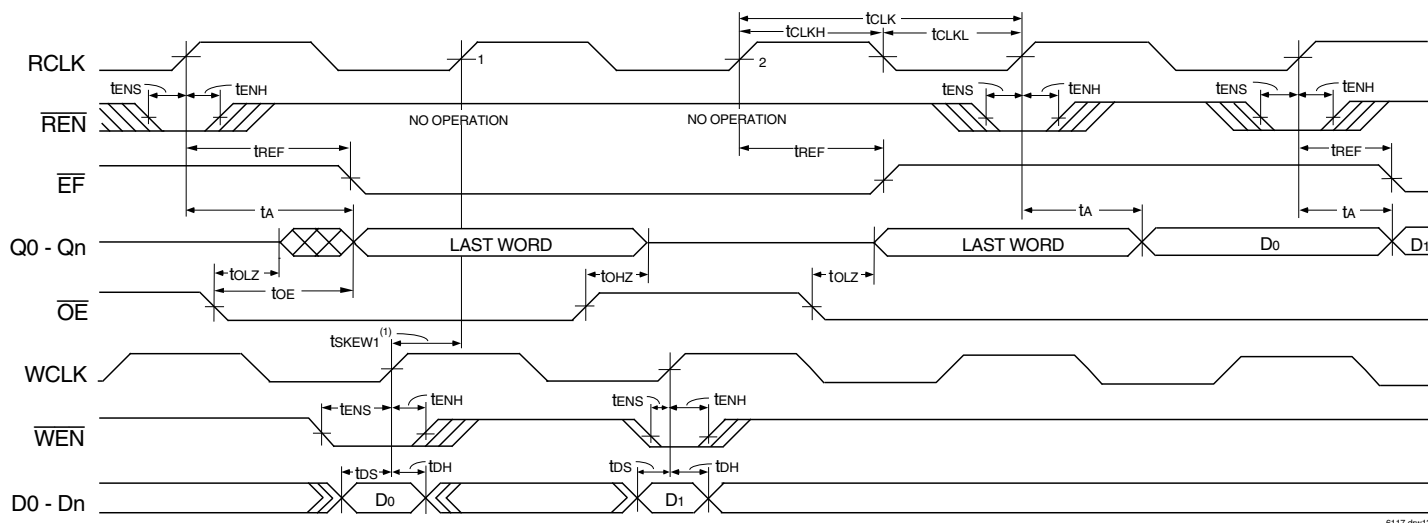 tCLK
tCLKH tCLKL
RCLK 1 2
tENS tENH tENS tENH tENS tENH
REN NO OPERATION NO OPERATION
tREF tREF tREF
EF
tA tA tA
Q0 - Qn LAST WORD LAST WORD D0 D1
tOLZ tOHZ tOLZ
tOE
OE
tSKEW1(1)
WCLK
tENS tENH tENS tENH
WEN
tDS tDH tDS tDH
D0 - Dn D0 D1